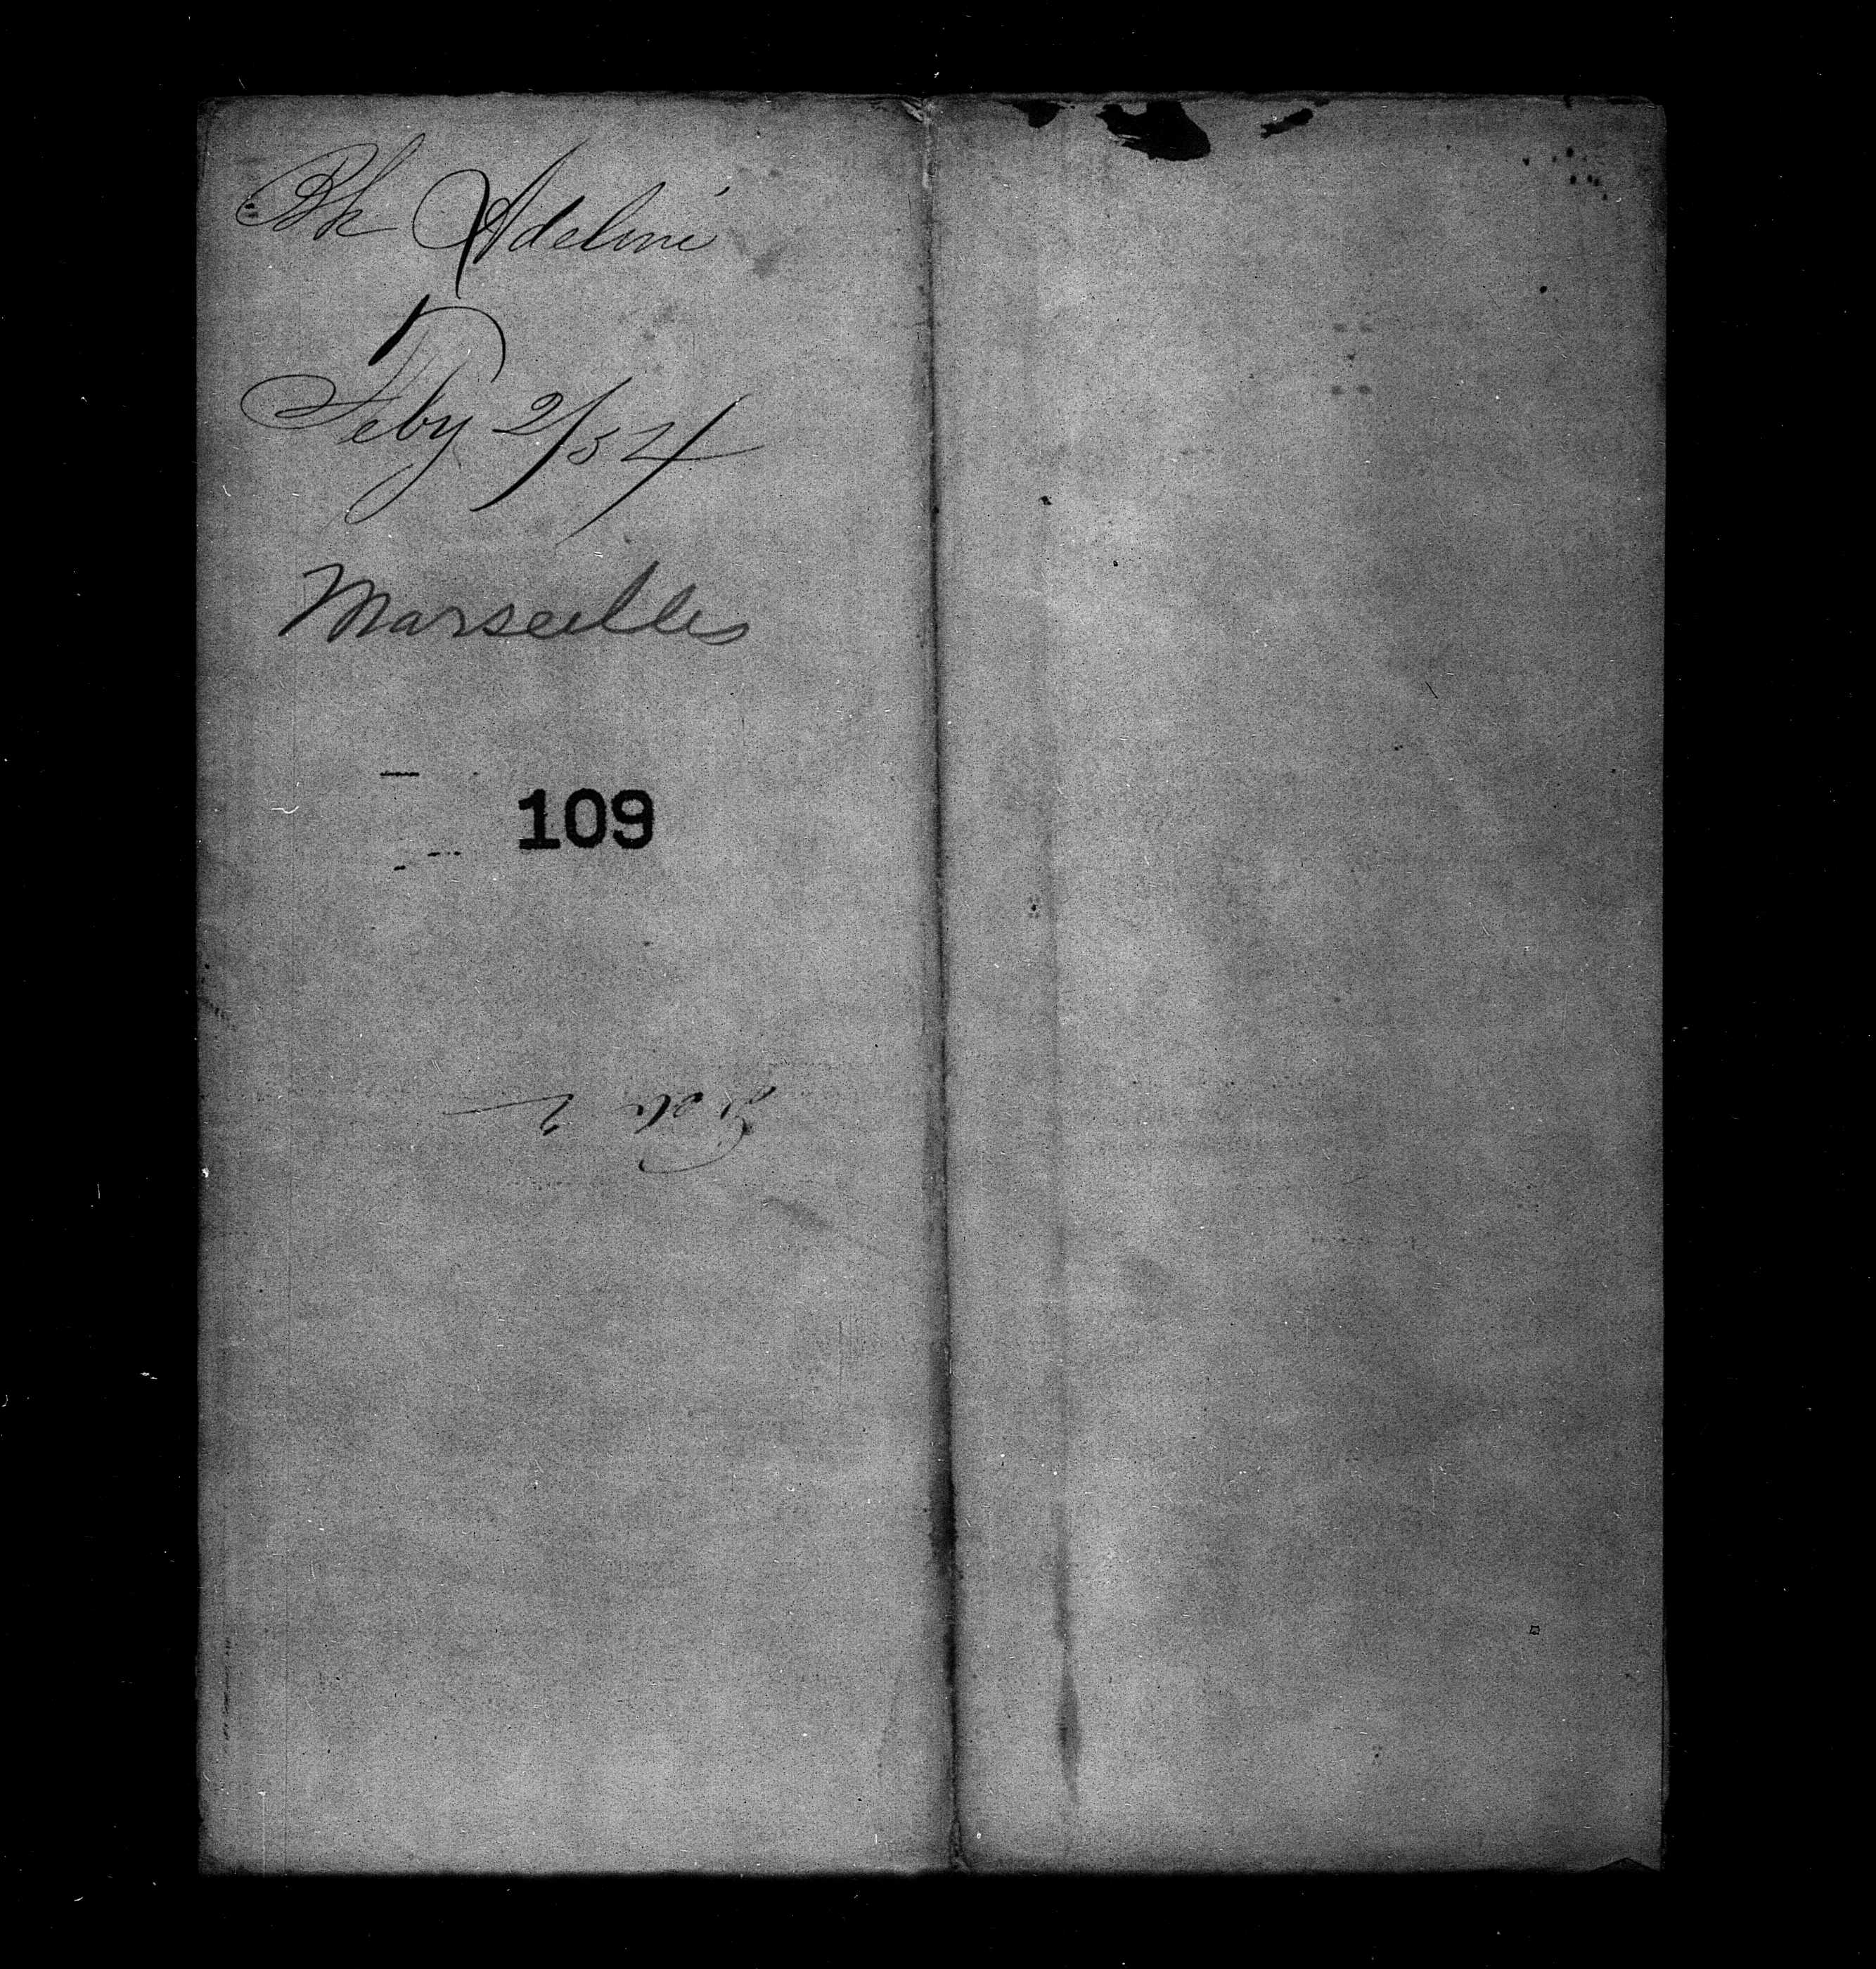 Bk Adeline
Feby 2/54
Marseilles
109